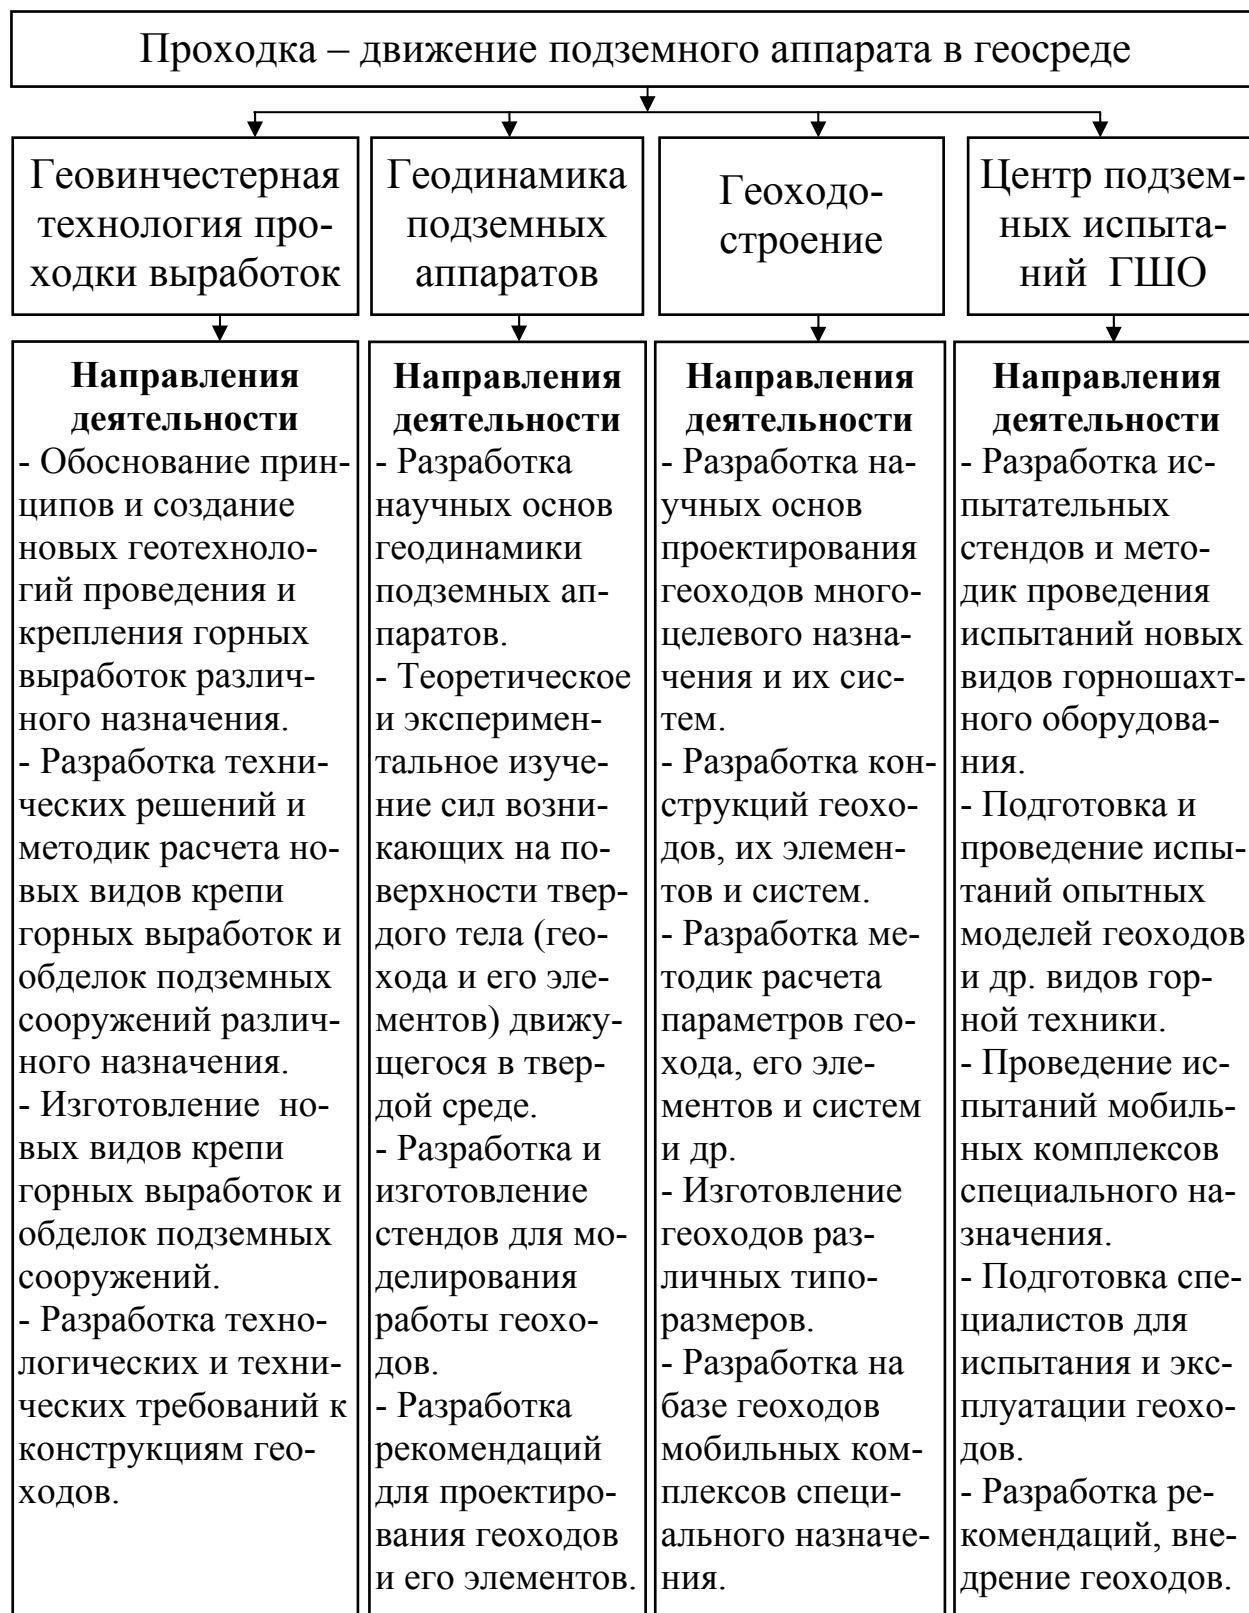 Проходка – движение подземного аппарата в геосреде
Геовинчестерная
технология про-
ходки выработок
Геодинамика
подземных
аппаратов
Геоходо-
строение
Центр подзем-
ных испыта-
ний ГШО
Направления
деятельности
- Обоснование прин-
ципов и создание
новых геотехноло-
гий проведения и
крепления горных
выработок различ-
ного назначения.
- Разработка техни-
ческих решений и
методик расчета но-
вых видов крепи
горных выработок и
обделок подземных
сооружений различ-
ного назначения.
- Изготовление но-
вых видов крепи
горных выработок и
обделок подземных
сооружений.
- Разработка техно-
логических и техни-
ческих требований к
конструкциям гео-
ходов.
Направления
деятельности
- Разработка
научных основ
геодинамики
подземных ап-
паратов.
- Теоретическое
и эксперимен-
тальное изуче-
ние сил возни-
кающих на по-
верхности твер-
дого тела (гео-
хода и его эле-
ментов) движу-
щегося в твер-
дой среде.
- Разработка и
изготовление
стендов для мо-
делирования
работы геохо-
дов.
- Разработка
рекомендаций
для проектиро-
вания геоходов
и его элементов.
Направления
деятельности
- Разработка на-
учных основ
проектирования
геоходов много-
целевого назна-
чения и их сис-
тем.
- Разработка кон-
струкций геохо-
дов, их элемен-
тов и систем.
- Разработка ме-
тодик расчета
параметров гео-
хода, его эле-
ментов и систем
и др.
- Изготовление
геоходов раз-
личных типо-
размеров.
- Разработка на
базе геоходов
мобильных ком-
плексов специ-
ального назначе-
ния.
Направления
деятельности
- Разработка ис-
пытательных
стендов и мето-
дик проведения
испытаний новых
видов горношахт-
ного оборудова-
ния.
- Подготовка и
проведение испы-
таний опытных
моделей геоходов
и др. видов гор-
ной техники.
- Проведение ис-
пытаний мобиль-
ных комплексов
специального на-
значения.
- Подготовка спе-
циалистов для
испытания и экс-
плуатации геохо-
дов.
- Разработка ре-
комендаций, вне-
дрение геоходов.